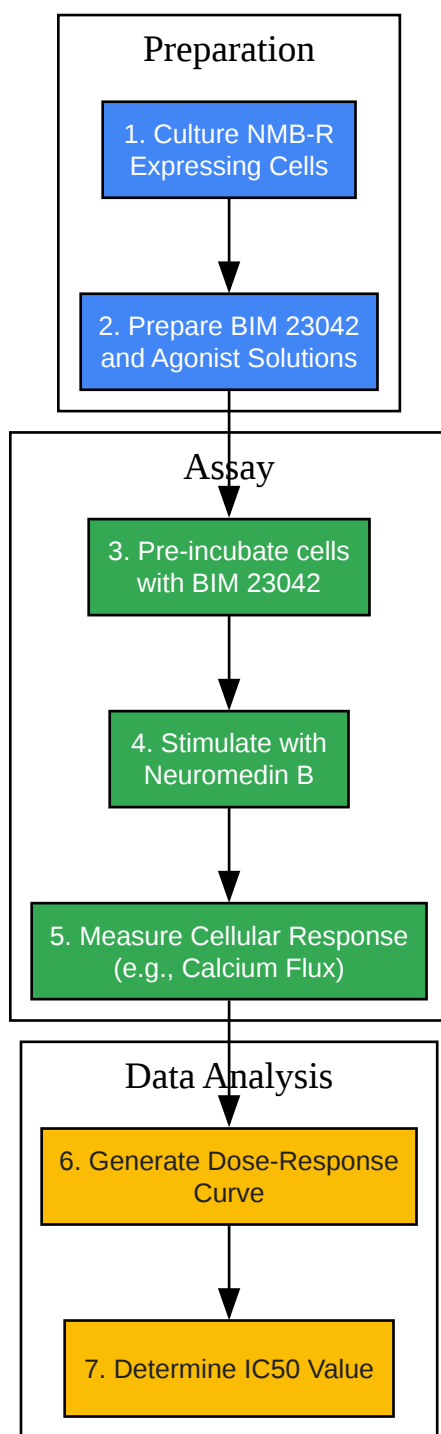 Preparation
1. Culture NMB-R
Expressing Cells
2. Prepare BIM 23042
and Agonist Solutions
Assay
3. Pre-incubate cells
with BIM 23042
4. Stimulate with
Neuromedin B
5. Measure Cellular Response
(e.g., Calcium Flux)
Data Analysis
6. Generate Dose-Response
Curve
7. Determine IC50 Value